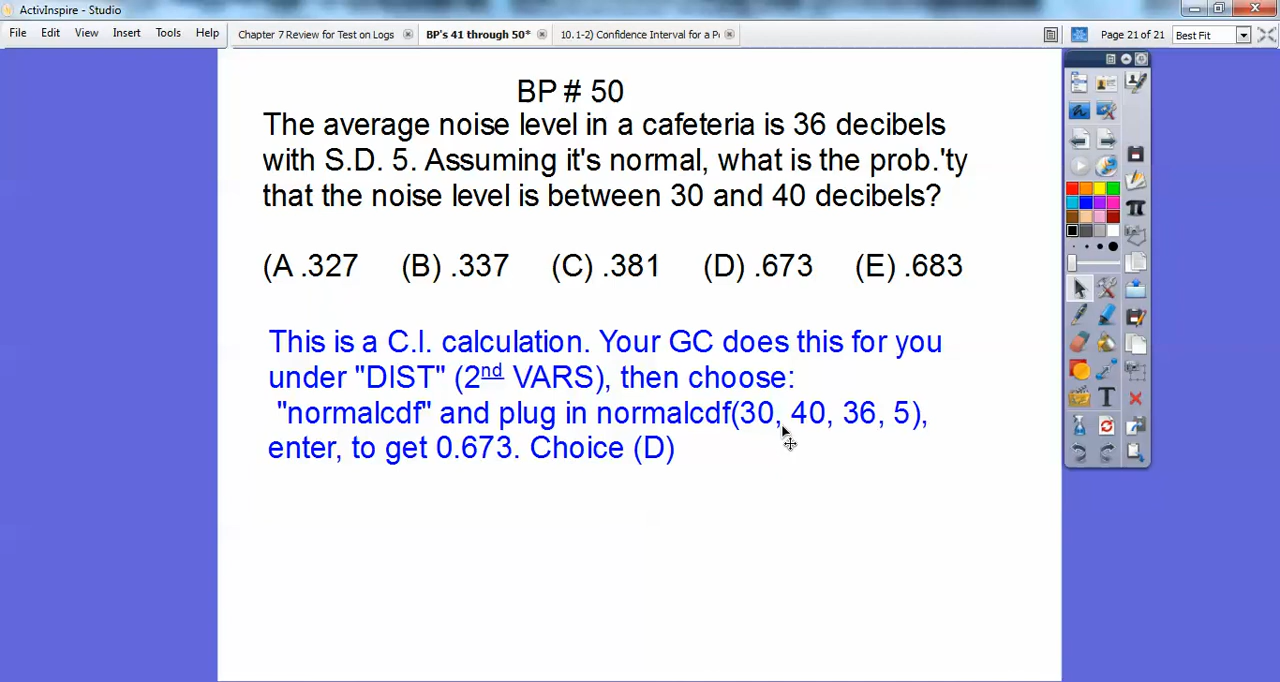 ActivInspire - Studio
File Edit View Insert Tools Help
Chapter 7 Review for Test on Logs
BP's 41 through 50*
10. 1-2) Confidence Interval for a P
Page 21 of 21
Best Fit
BP # 50
The average noise level in a cafeteria is 36 decibels
with S.D. 5. Assuming it's normal, what is the prob.'ty
that the noise level is between 30 and 40 decibels?
(A .327 (B) .337 (C) .381 (D) .673 (E) .683
This is a C.I. calculation. Your GC does this for you
under "DIST" (2nd VARS), then choose:
"normalcdf" and plug in normalcdf(30, 40, 36, 5),
enter, to get 0.673. Choice (D)